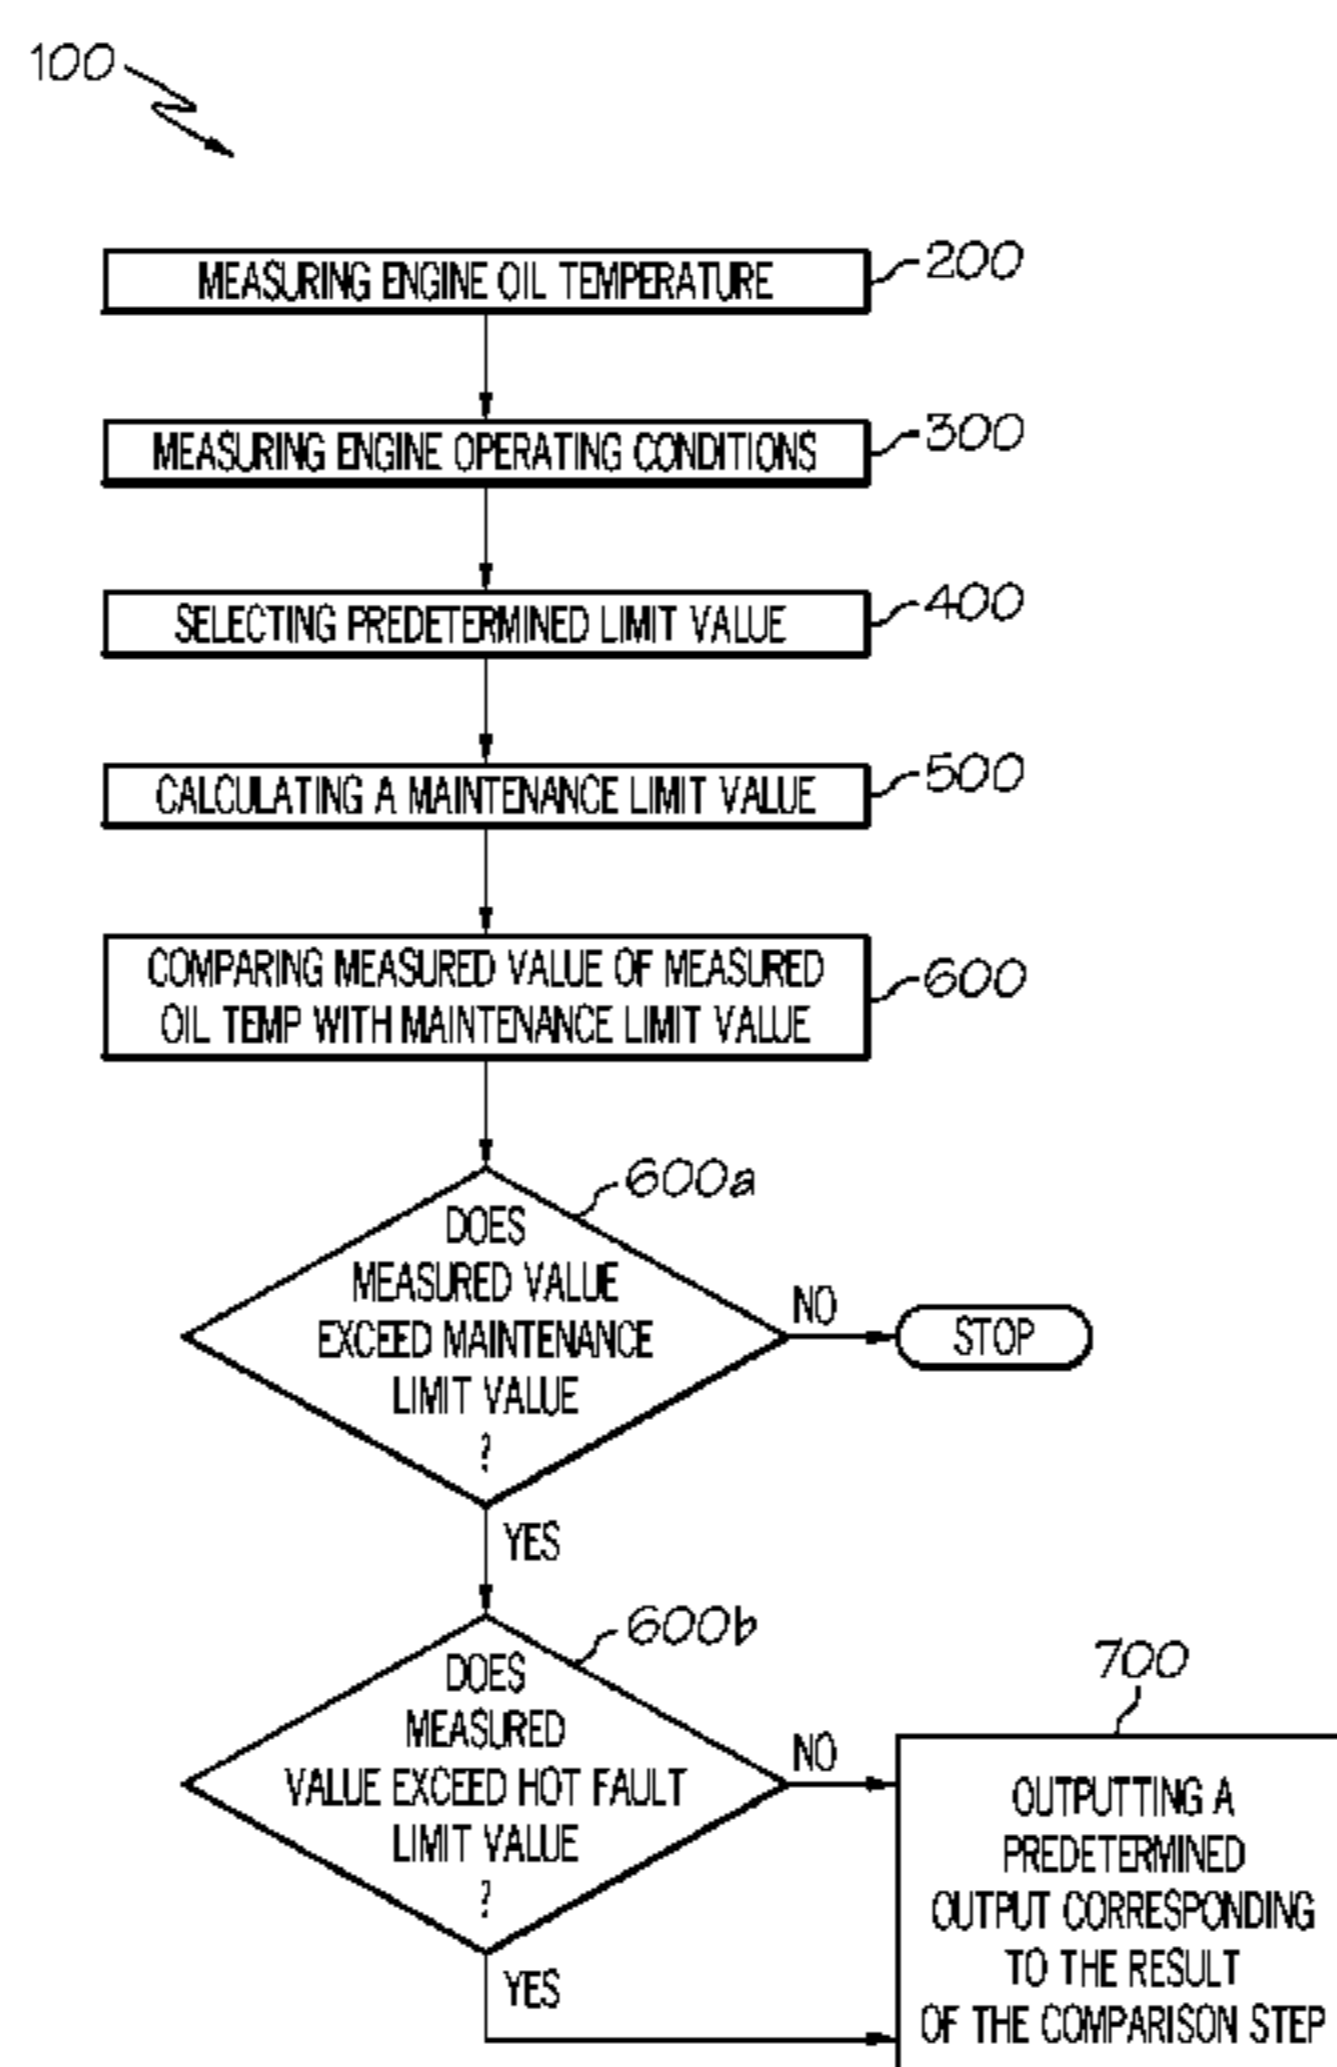 100
MEASURING ENGINE OIL TEMPERATURE
200
MEASURING ENGINE OPERATING CONDITIONS
300
SELECTING PREDETERMINED LIMIT VALUE
400
CALCULATING A MAINTENANCE LIMIT VALUE
500
COMPARING MEASURED VALUE OF MEASURED
OIL TEMP WITH MAINTENANCE LIMIT VALUE
600
600a
DOES
MEASURED VALUE
EXCEED MAINTENANCE
LIMIT VALUE
?
NO
STOP
YES
600b
DOES
MEASURED
VALUE EXCEED HOT FAULT
LIMIT VALUE
?
NO
YES
700
OUTPUTTING A
PREDETERMINED
OUTPUT CORRESPONDING
TO THE RESULT
OF THE COMPARISON STEP